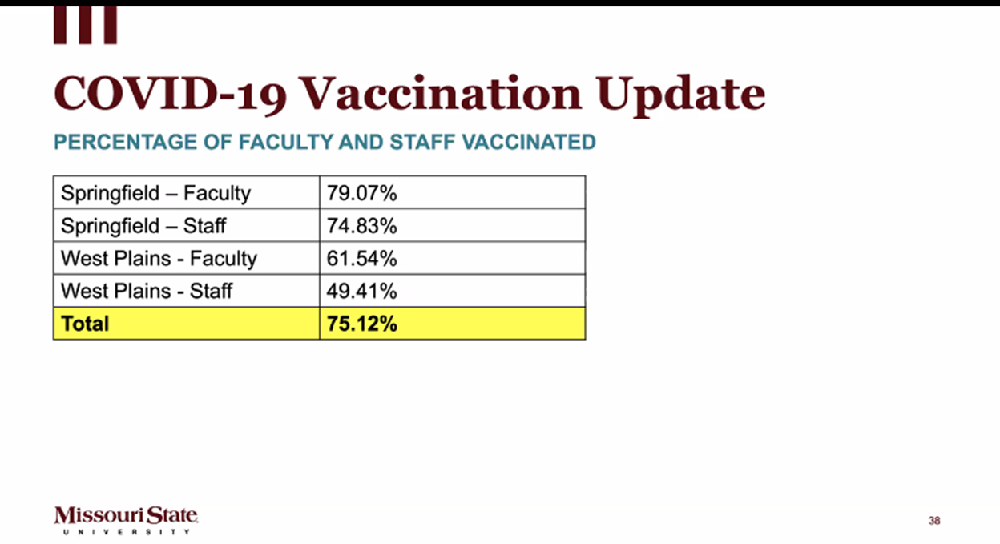 COVID-19 Vaccination Update
PERCENTAGE OF FACULTY AND STAFF VACCINATED
Springfield – Faculty 79.07%
Springfield – Staff 74.83%
West Plains - Faculty 61.54%
West Plains - Staff 49.41%
Total 75.12%
Missouri State
UNIVERSITY
38